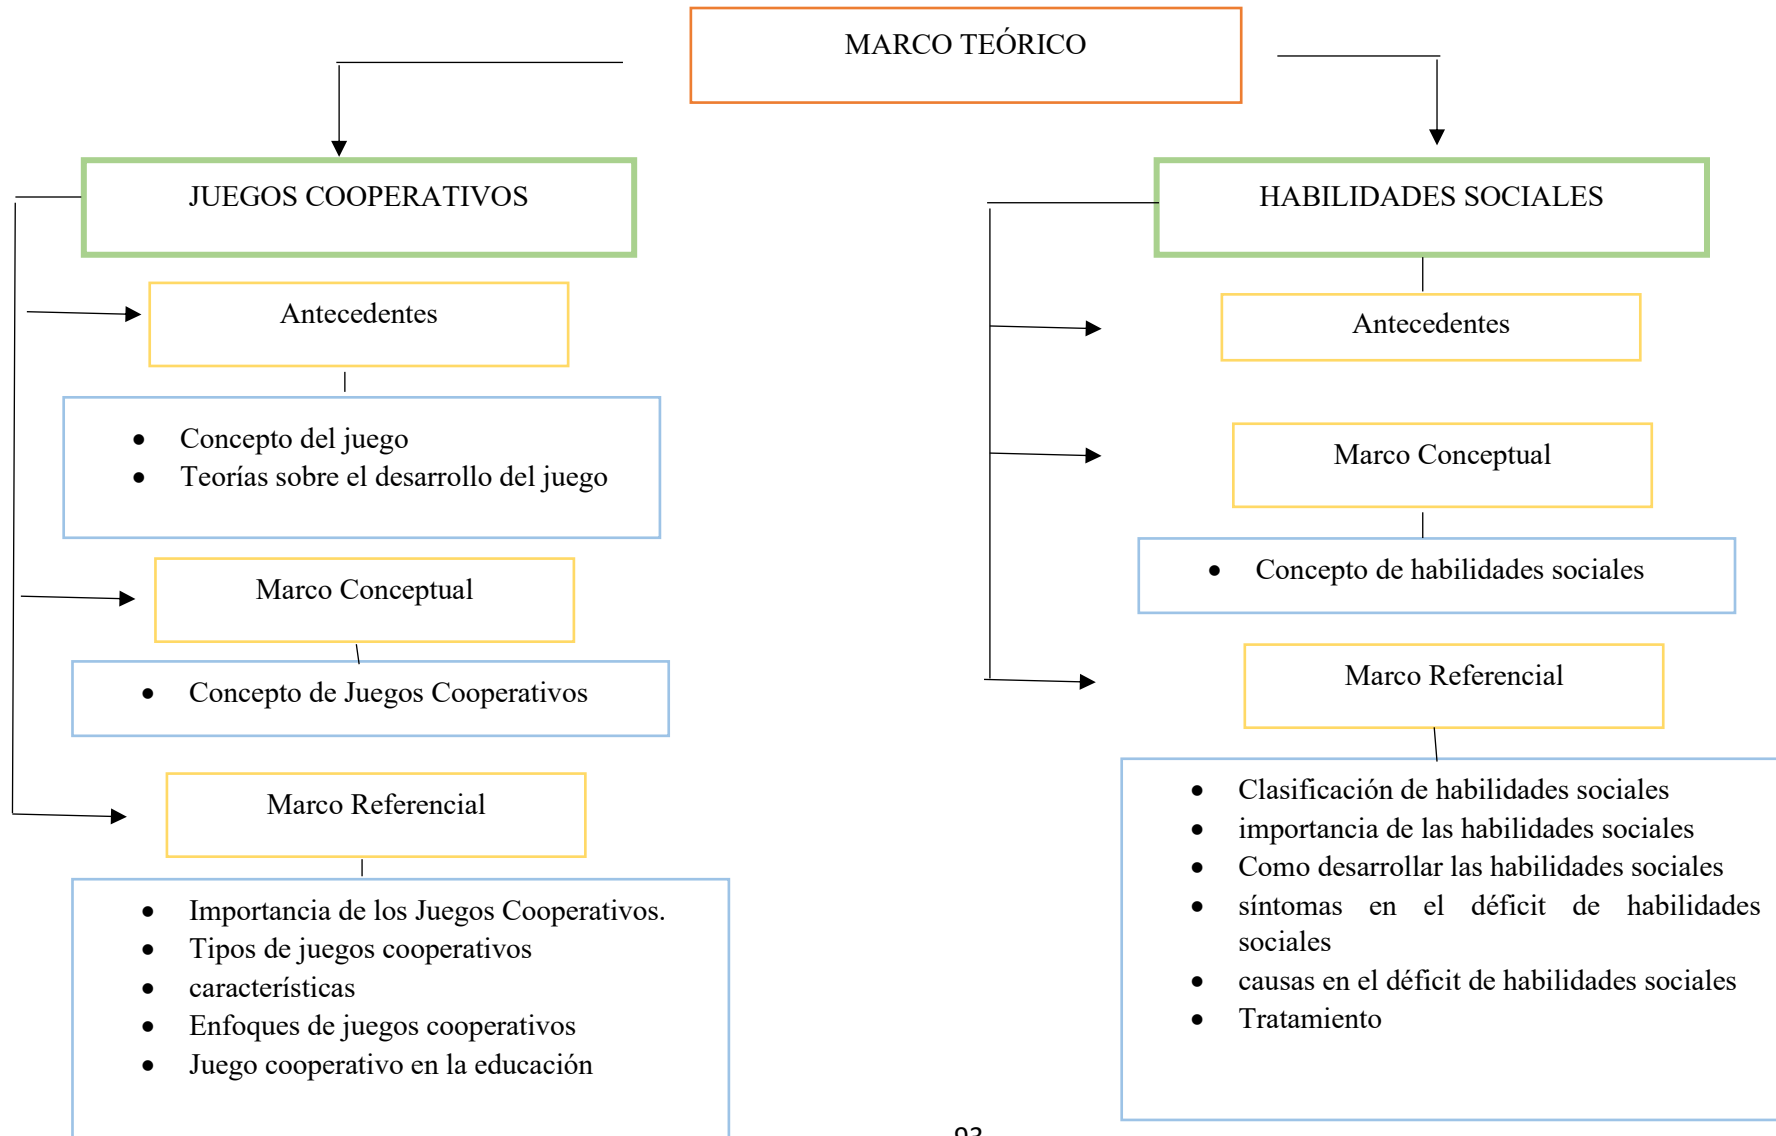 MARCO TEÓRICO
JUEGOS COOPERATIVOS
Antecedentes
• Concepto del juego
• Teorías sobre el desarrollo del juego
Marco Conceptual
• Concepto de Juegos Cooperativos
Marco Referencial
• Importancia de los Juegos Cooperativos.
• Tipos de juegos cooperativos
• características
• Enfoques de juegos cooperativos
• Juego cooperativo en la educación
HABILIDADES SOCIALES
Antecedentes
Marco Conceptual
• Concepto de habilidades sociales
Marco Referencial
• Clasificación de habilidades sociales
• importancia de las habilidades sociales
• Como desarrollar las habilidades sociales
• síntomas en el déficit de habilidades
sociales
• causas en el déficit de habilidades sociales
• Tratamiento
93